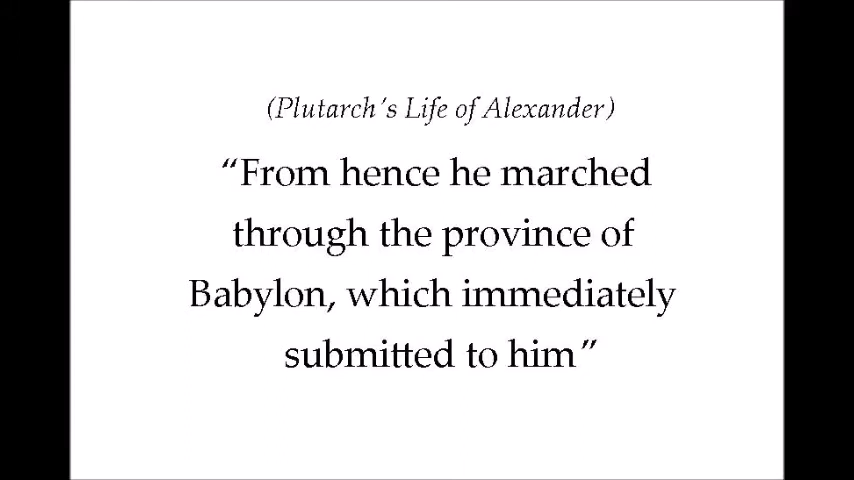 (Plutarch's Life of Alexander)
“From hence he marched
through the province of
Babylon, which immediately
submitted to him”